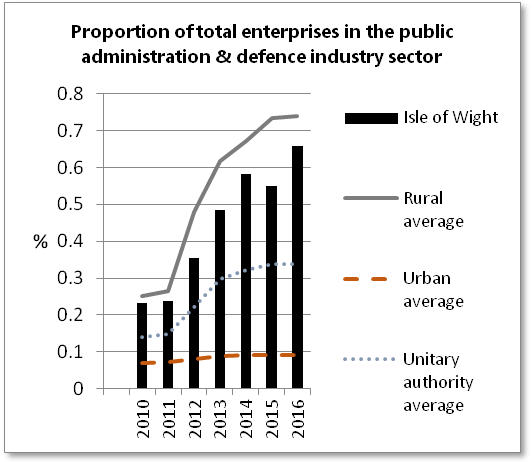 Proportion of total enterprises in the public
administration & defence industry sector
0.8
0.7
0.6
0.5
0.4
0.3
0.2
0.1
0
%
2010
2011
2012
2013
2014
2015
2016
Isle of Wight
Rural
average
Urban
average
Unitary
authority
average